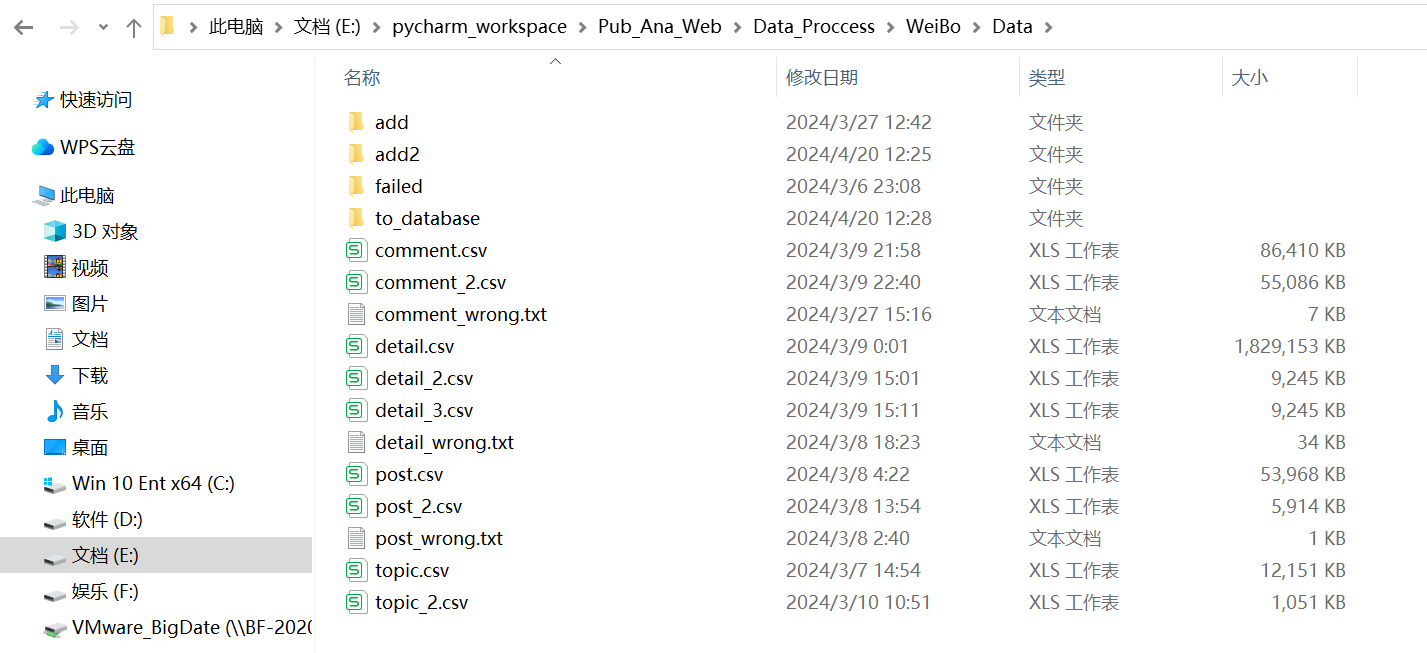 此电脑 文档 (E:) pycharm_workspace Pub_Ana_Web Data_Proccess WeiBo Data
快速访问
WPS云盘
此电脑
3D 对象
视频
图片
文档
下载
音乐
桌面
Win 10 Ent x64 (C:)
软件 (D:)
文档 (E:)
娱乐 (F:)
VMware_BigDate (\\BF-202
名称 修改日期 类型 大小
add 2024/3/27 12:42 文件夹
add2 2024/4/20 12:25 文件夹
failed 2024/3/6 23:08 文件夹
to_database 2024/4/20 12:28 文件夹
comment.csv 2024/3/9 21:58 XLS 工作表 86,410 KB
comment_2.csv 2024/3/9 22:40 XLS 工作表 55,086 KB
comment_wrong.txt 2024/3/27 15:16 文本文档 7 KB
detail.csv 2024/3/9 0:01 XLS 工作表 1,829,153 KB
detail_2.csv 2024/3/9 15:01 XLS 工作表 9,245 KB
detail_3.csv 2024/3/9 15:11 XLS 工作表 9,245 KB
detail_wrong.txt 2024/3/8 18:23 文本文档 34 KB
post.csv 2024/3/8 4:22 XLS 工作表 53,968 KB
post_2.csv 2024/3/8 13:54 XLS 工作表 5,914 KB
post_wrong.txt 2024/3/8 2:40 文本文档 1 KB
topic.csv 2024/3/7 14:54 XLS 工作表 12,151 KB
topic_2.csv 2024/3/10 10:51 XLS 工作表 1,051 KB